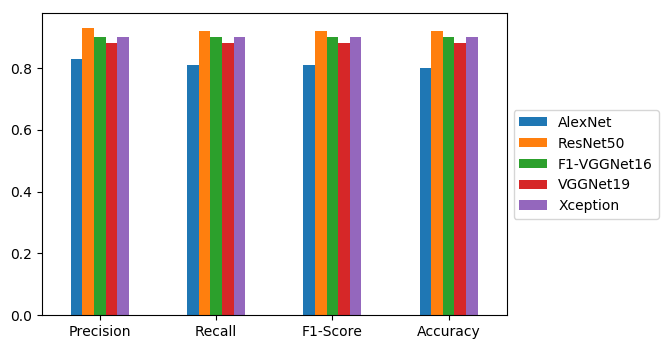 0.8
0.6
0.4
0.2
0.0
Precision
Recall
F1-Score
Accuracy
AlexNet
ResNet50
F1-VGGNet16
VGGNet19
Xception